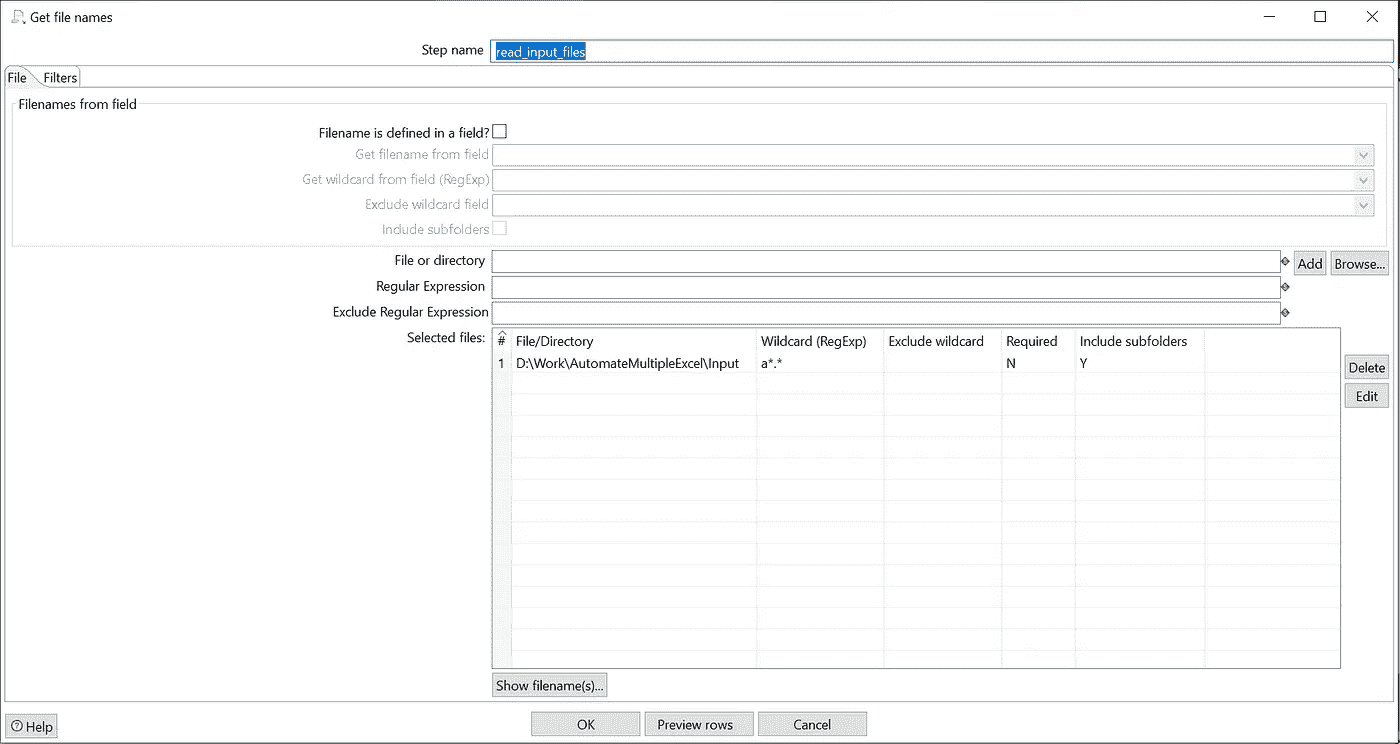 Get file names
Step name read_input_files
File Filters
Filenames from field
Filename is defined in a field?
Get filename from field
Get wildcard from field (RegExp)
Exclude wildcard field
Include subfolders
File or directory Add Browse...
Regular Expression
Exclude Regular Expression
Selected files: # File/Directory Wildcard (RegExp) Exclude wildcard Required Include subfolders
1 D:\Work\AutomateMultipleExcel\Input a*.* N Y
Delete
Edit
Show filename(s)...
Help OK Preview rows Cancel